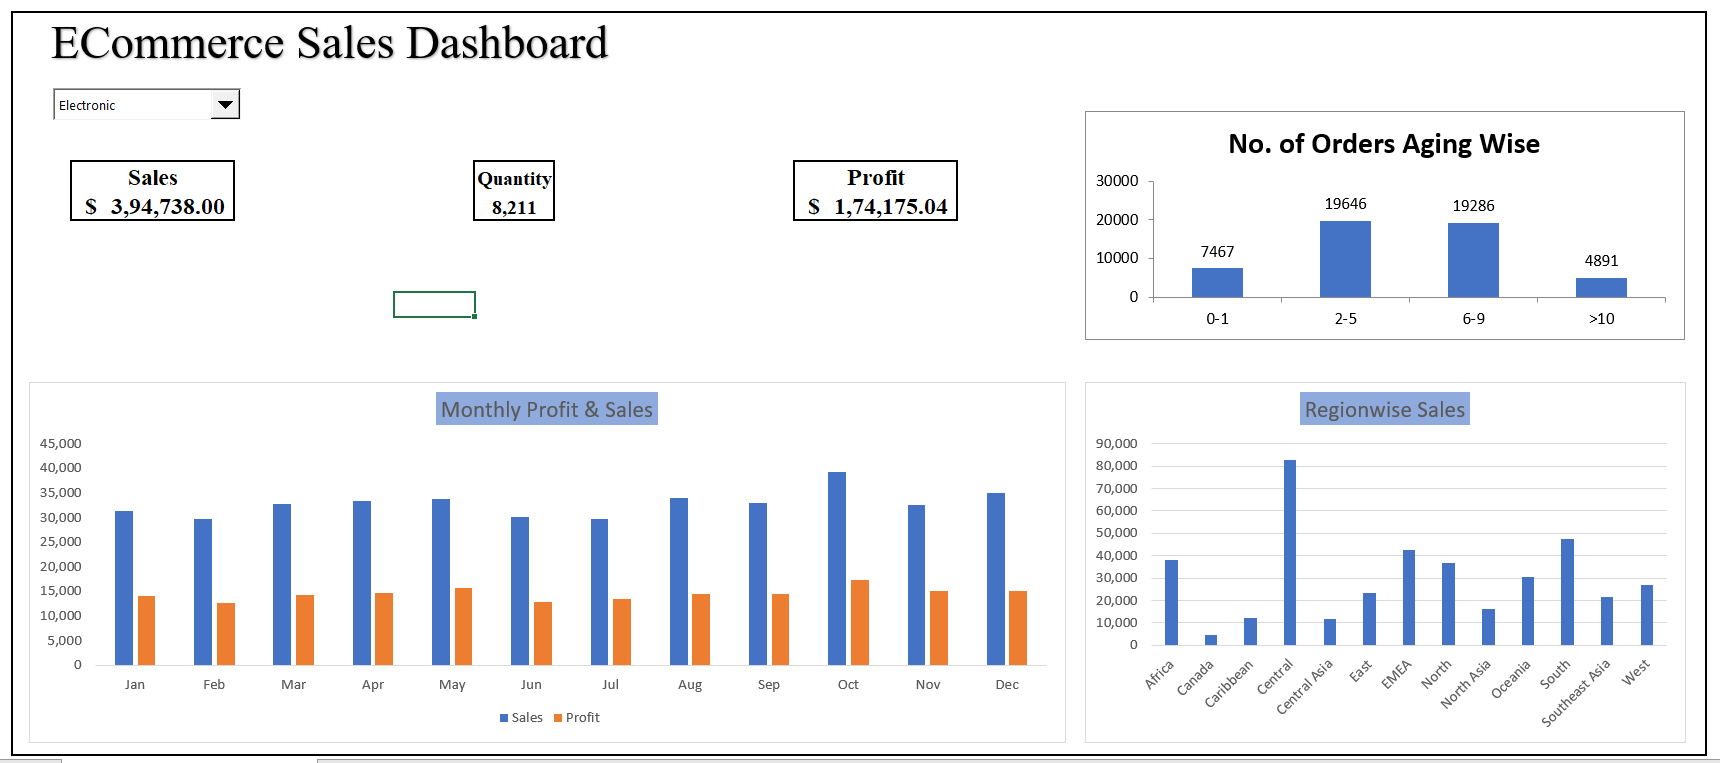 ECommerce Sales Dashboard
Electronic
Sales
$ 3,94,738.00
Quantity
8,211
Profit
$ 1,74,175.04
No. of Orders Aging Wise
30000
20000
10000
0
7467
19646
19286
4891
0-1
2-5
6-9
>10
Monthly Profit & Sales
45,000
40,000
35,000
30,000
25,000
20,000
15,000
10,000
5,000
0
Jan Feb Mar Apr May Jun Jul Aug Sep Oct Nov Dec
Sales Profit
Regionwise Sales
90,000
80,000
70,000
60,000
50,000
40,000
30,000
20,000
10,000
0
Africa
Canada
Caribbean
Central
Central Asia
East
EMEA
North
North Asia
Oceania
South
Southeast Asia
West